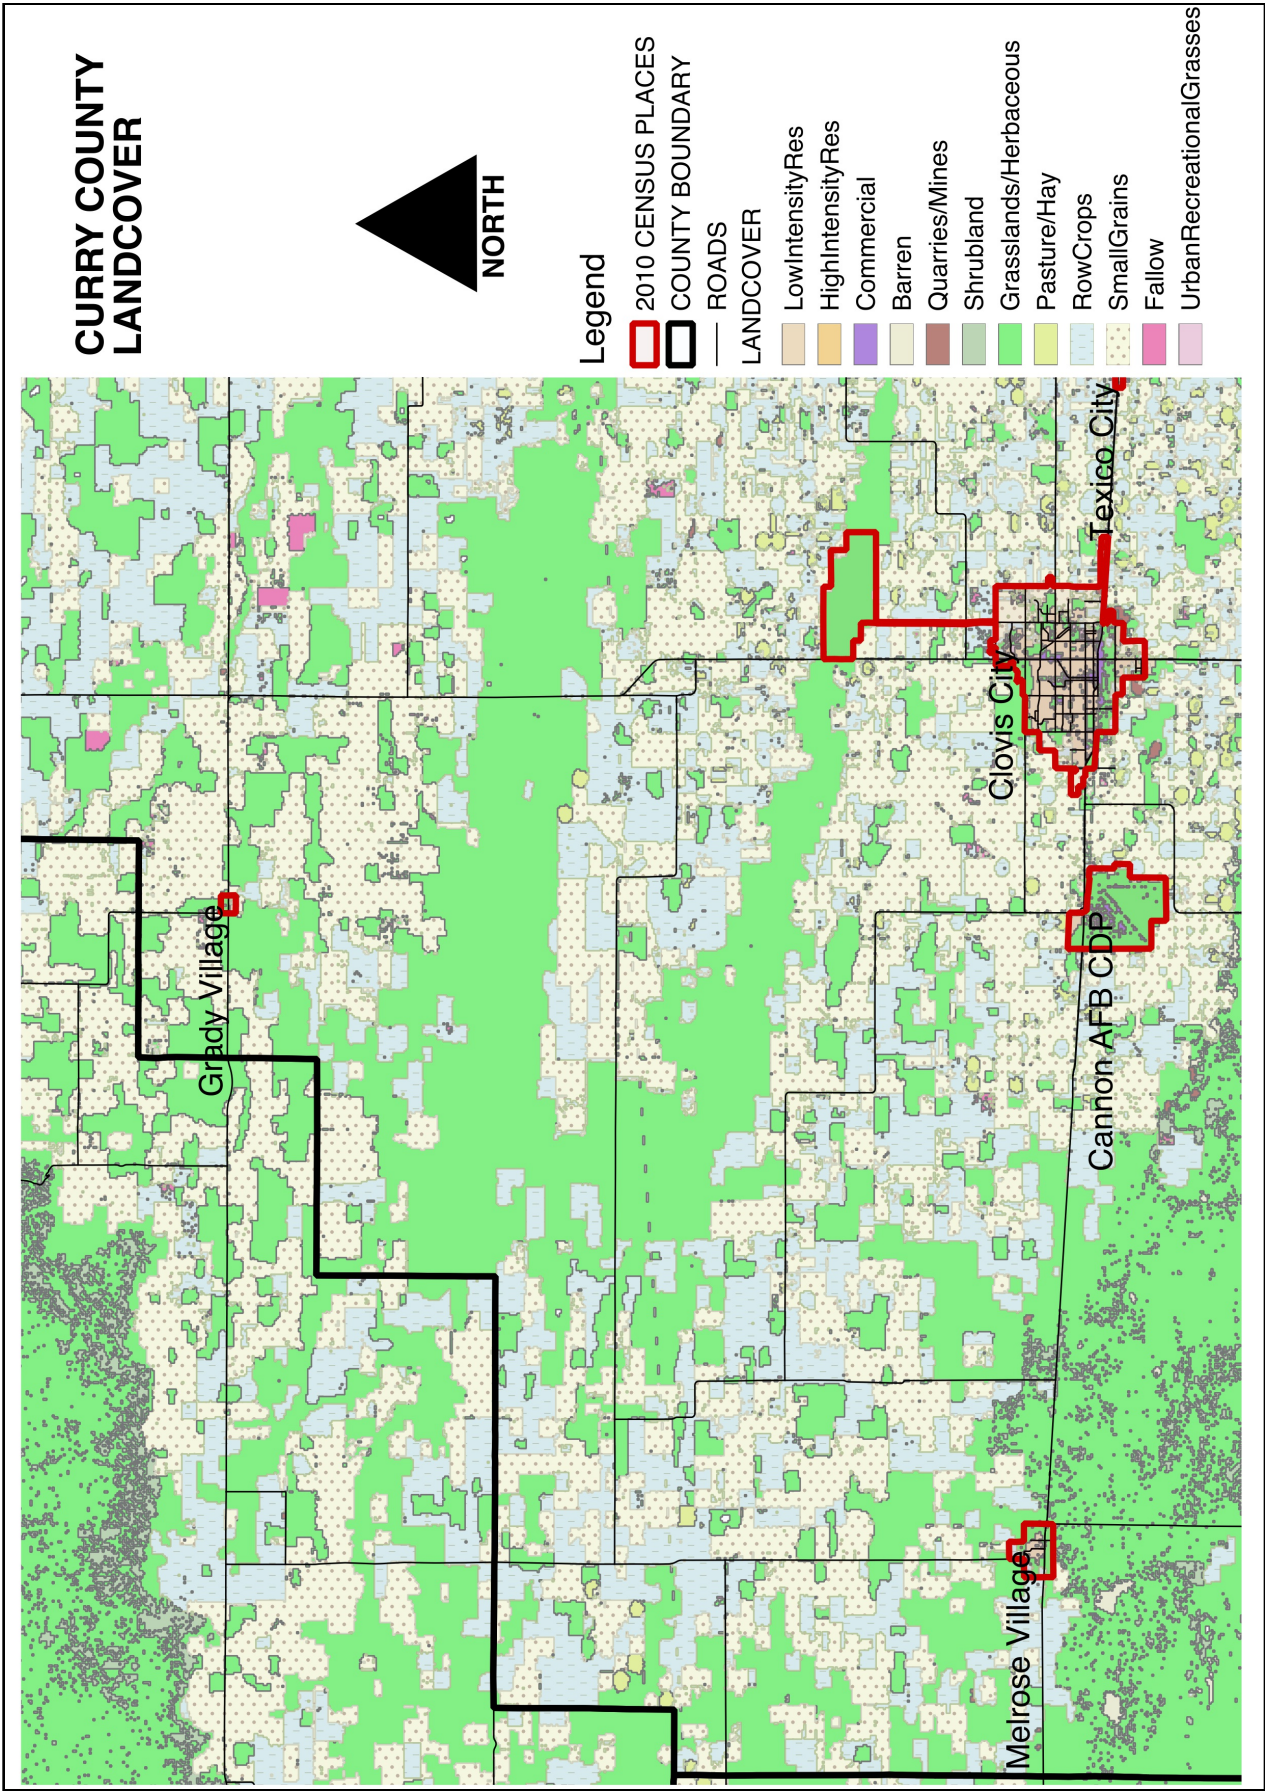 CURRY COUNTY
LANDCOVER
NORTH
Legend
2010 CENSUS PLACES
COUNTY BOUNDARY
ROADS
LANDCOVER
LowIntensityRes
HighIntensityRes
Commercial
Barren
Quarries/Mines
Shrubland
Grasslands/Herbaceous
Pasture/Hay
RowCrops
SmallGrains
Fallow
UrbanRecreationalGrasses
Grady Village
Clovis City
Texico City
Cannon AFB CDP
Melrose Village